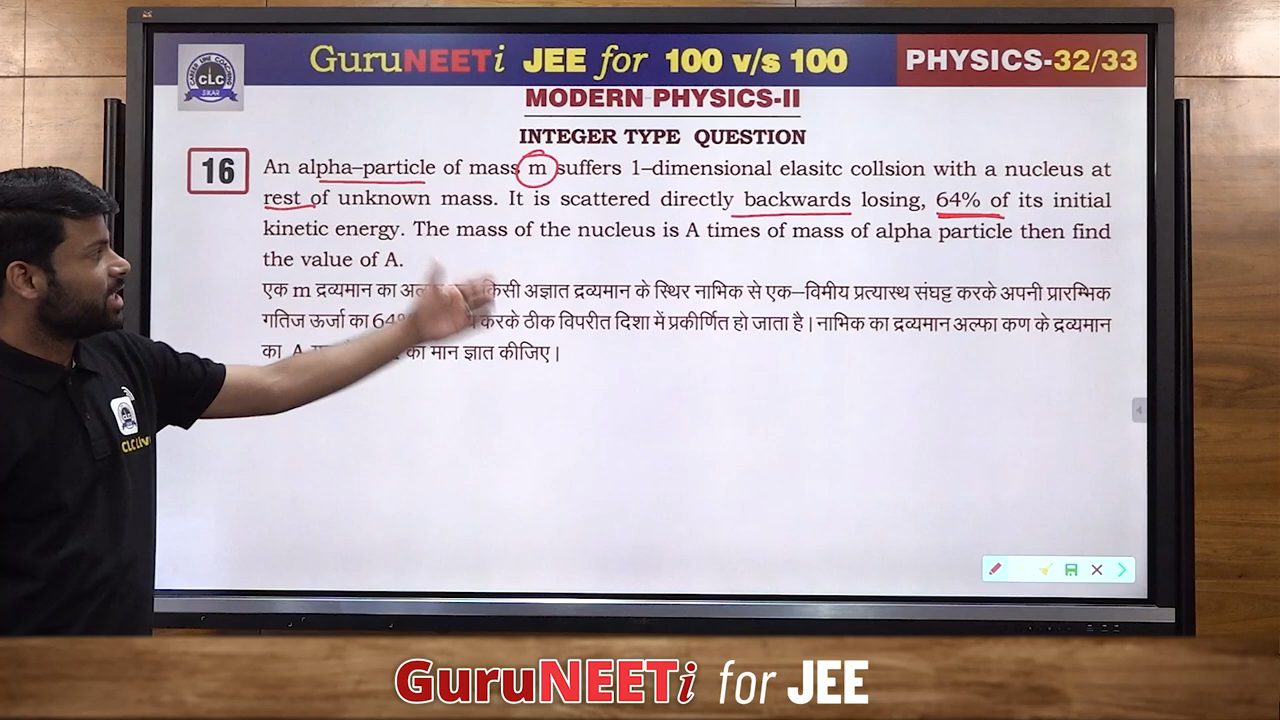 GuruNEETi JEE for 100 v/s 100
PHYSICS-32/33
CLC
SIKAR
MODERN PHYSICS-II
INTEGER TYPE QUESTION
16
An alpha–particle of mass m suffers 1–dimensional elasitc collsion with a nucleus at
rest of unknown mass. It is scattered directly backwards losing, 64% of its initial
kinetic energy. The mass of the nucleus is A times of mass of alpha particle then find
the value of A.
एक m द्रव्यमान का किसी अज्ञात द्रव्यमान के स्थिर नाभिक से एक–विमीय प्रत्यास्थ संघट्ट करके अपनी प्रारम्भिक
गतिज ऊर्जा का करके ठीक विपरीत दिशा में प्रकीर्णित हो जाता है। नाभिक का द्रव्यमान अल्फा कण के द्रव्यमान
का A का मान ज्ञात कीजिए।
GuruNEETi for JEE